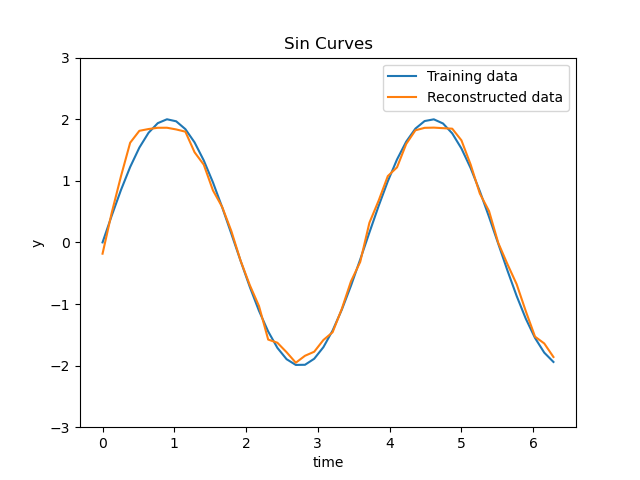 Sin Curves
Training data
Reconstructed data
3
2
1
0
−1
−2
−3
y
0 1 2 3 4 5 6
time